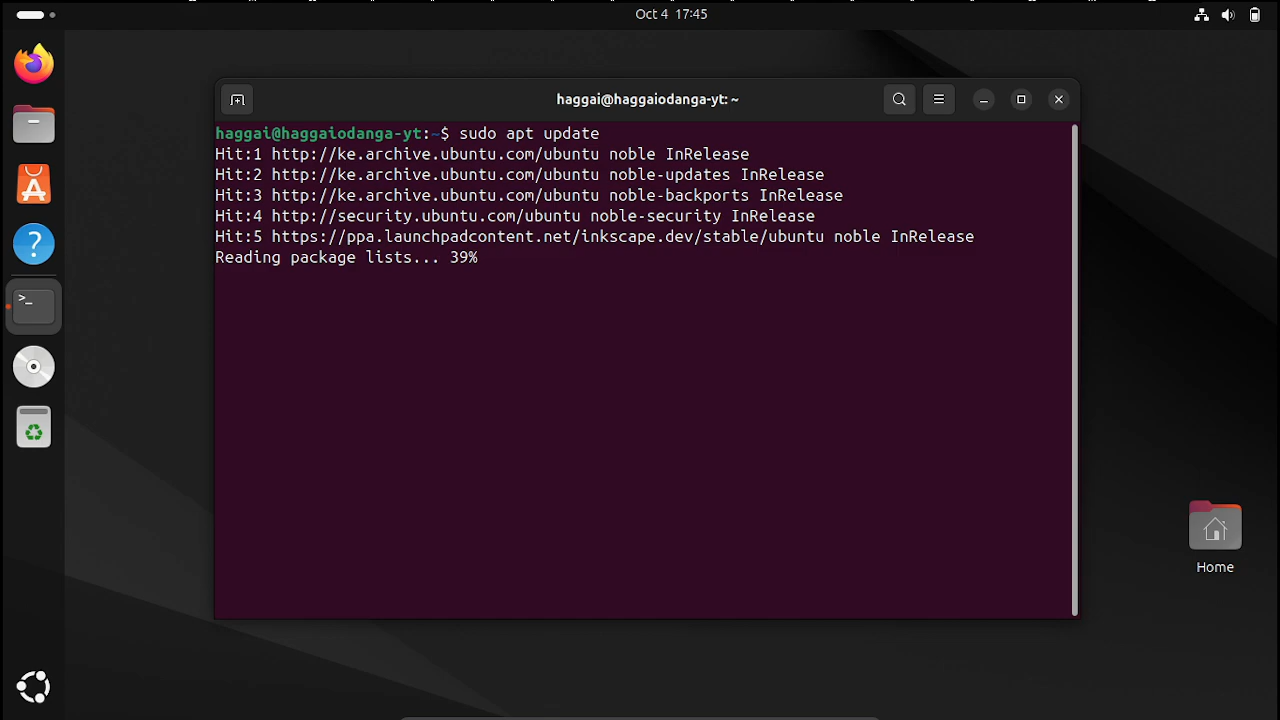 Oct 4 17:45
haggai@haggaiodanga-yt: ~
haggai@haggaiodanga-yt:~$ sudo apt update
Hit:1 http://ke.archive.ubuntu.com/ubuntu noble InRelease
Hit:2 http://ke.archive.ubuntu.com/ubuntu noble-updates InRelease
Hit:3 http://ke.archive.ubuntu.com/ubuntu noble-backports InRelease
Hit:4 http://security.ubuntu.com/ubuntu noble-security InRelease
Hit:5 https://ppa.launchpadcontent.net/inkscape.dev/stable/ubuntu noble InRelease
Reading package lists... 39%
Home